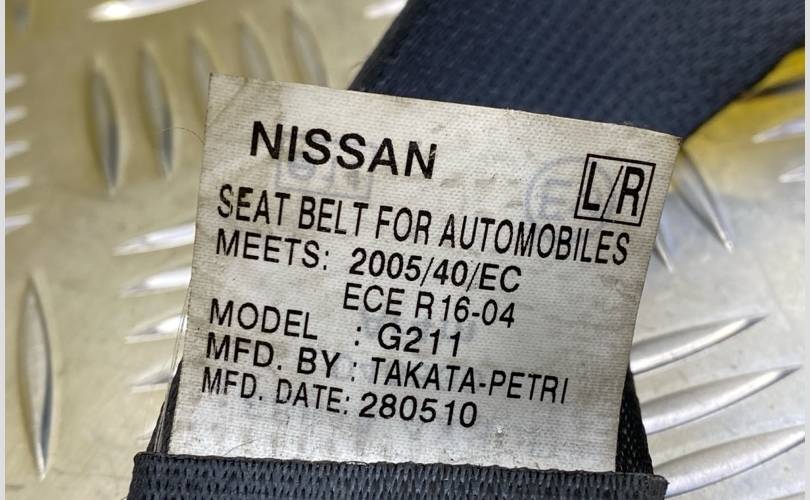 NISSAN
L/R
SEAT BELT FOR AUTOMOBILES
MEETS: 2005/40/EC
ECE R16-04
MODEL : G211
MFD. BY : TAKATA-PETRI
MFD. DATE: 280510